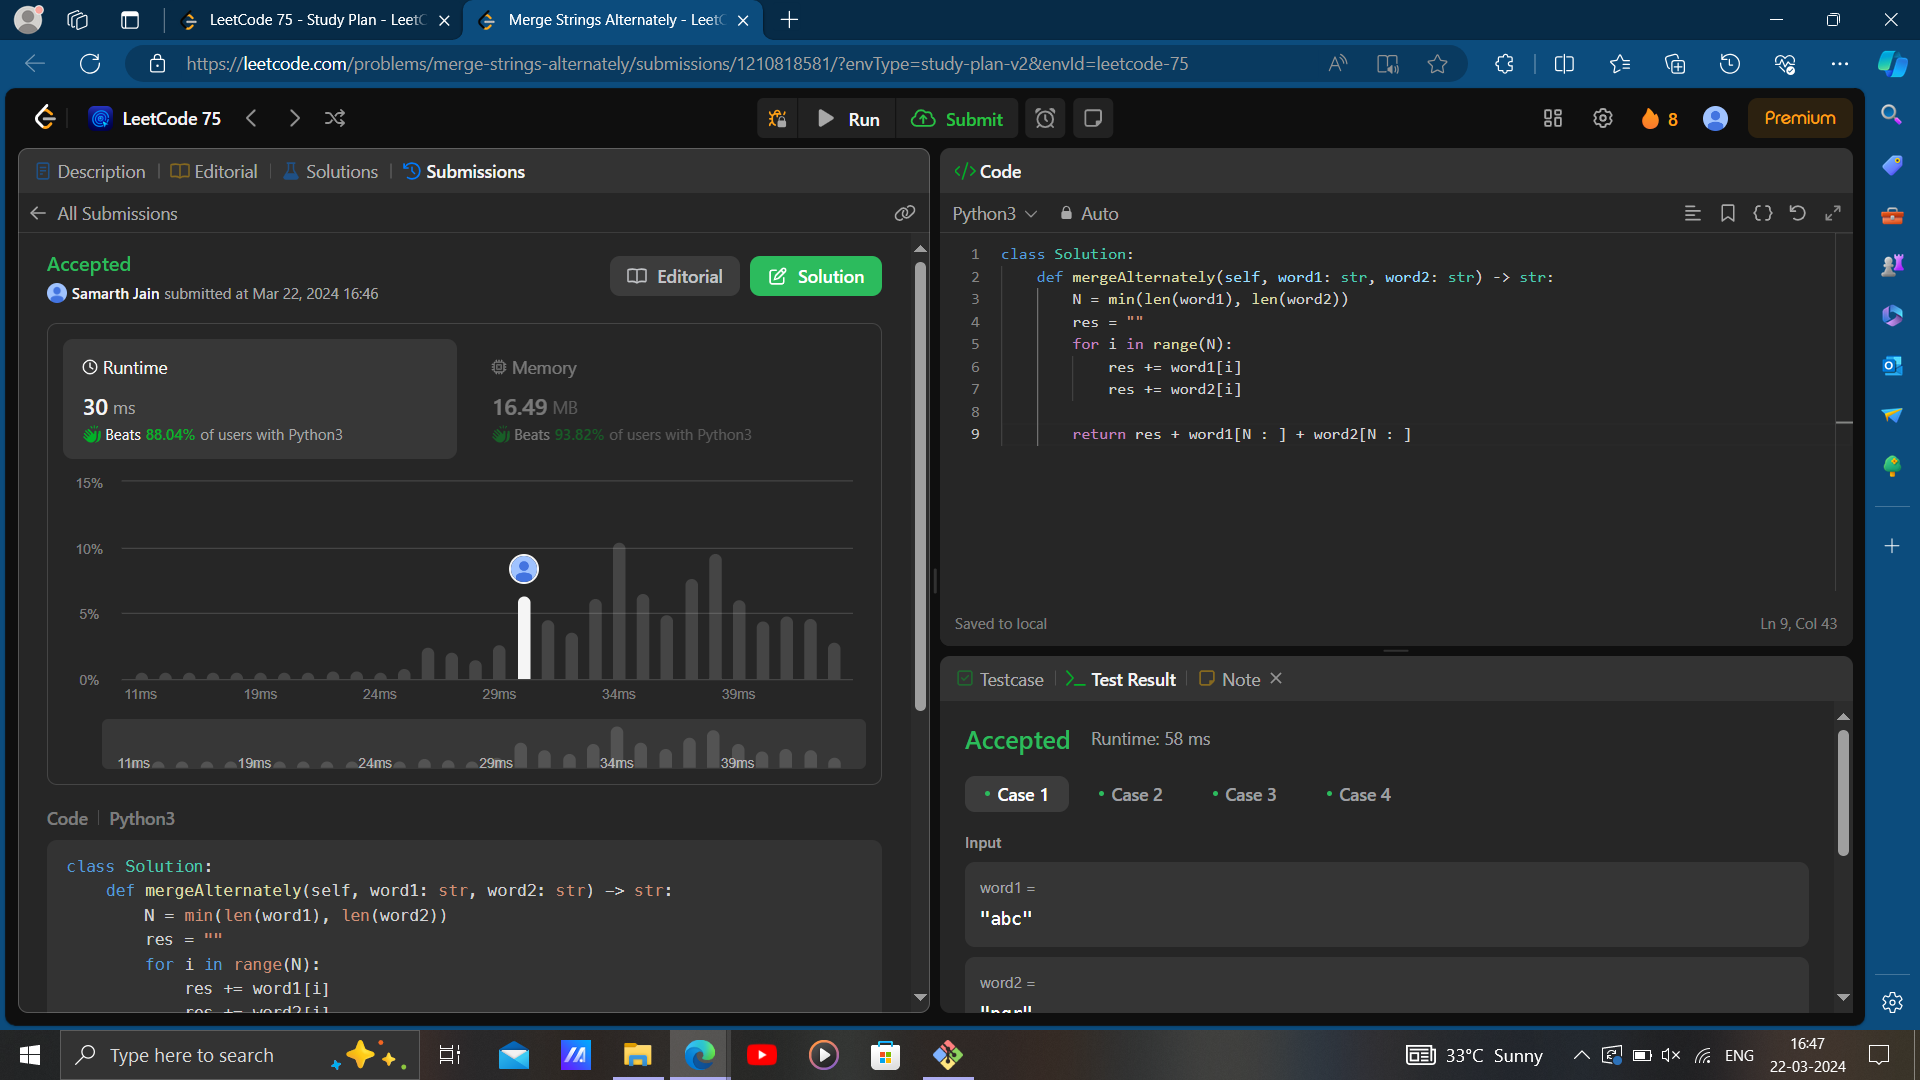 LeetCode 75 - Study Plan - LeetC
Merge Strings Alternately - LeetC
https://leetcode.com/problems/merge-strings-alternately/submissions/1210818581/?envType=study-plan-v2&envId=leetcode-75
LeetCode 75
Run
Submit
8
Premium
Description
Editorial
Solutions
Submissions
All Submissions
Accepted
Samarth Jain submitted at Mar 22, 2024 16:46
Editorial
Solution
Runtime
30 ms
Beats 88.04% of users with Python3
Memory
16.49 MB
Beats 93.82% of users with Python3
15%
10%
5%
0%
11ms 19ms 24ms 29ms 34ms 39ms
11ms 19ms 24ms 29ms 34ms 39ms
Code | Python3
class Solution:
def mergeAlternately(self, word1: str, word2: str) -> str:
N = min(len(word1), len(word2))
res = ""
for i in range(N):
res += word1[i]
res += word2[i]
Code
Python3
Auto
1 class Solution:
2 def mergeAlternately(self, word1: str, word2: str) -> str:
3 N = min(len(word1), len(word2))
4 res = ""
5 for i in range(N):
6 res += word1[i]
7 res += word2[i]
8
9 return res + word1[N : ] + word2[N : ]
Saved to local
Ln 9, Col 43
Testcase
Test Result
Note
Accepted
Runtime: 58 ms
Case 1
Case 2
Case 3
Case 4
Input
word1 =
"abc"
word2 =
"pqr"
Type here to search
33°C Sunny
ENG
16:47
22-03-2024